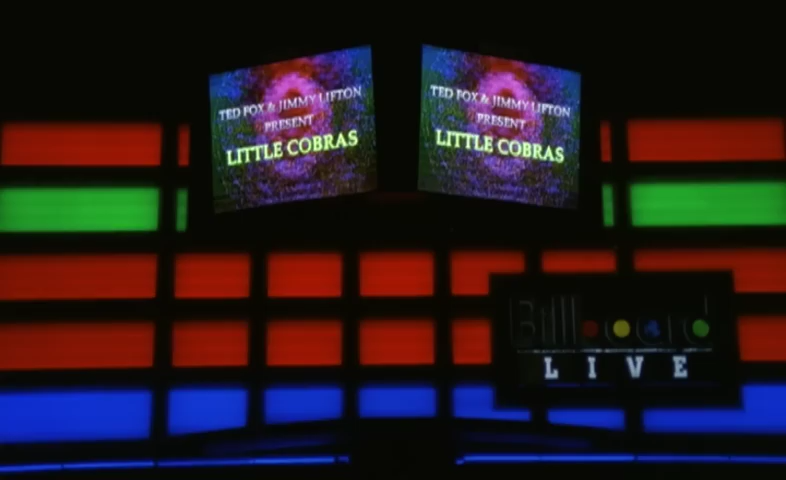 TED FOX & JIMMY LIFTON
PRESENT
LITTLE COBRAS
TED FOX & JIMMY LIFTON
PRESENT
LITTLE COBRAS
Billboard
LIVE